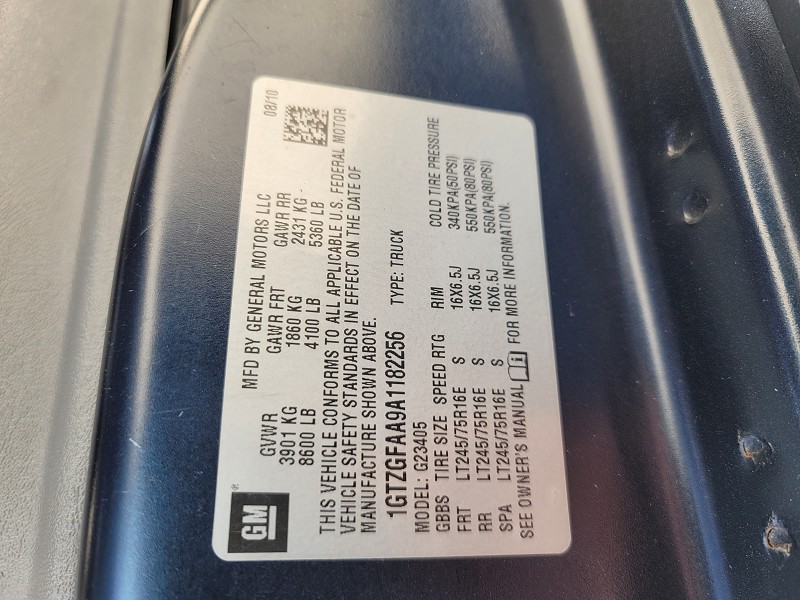 GM
MFD BY GENERAL MOTORS LLC 08/10
GVWR GAWR FRT GAWR RR
3901 KG 1860 KG 2431 KG
8600 LB 4100 LB 5360 LB
THIS VEHICLE CONFORMS TO ALL APPLICABLE U.S. FEDERAL MOTOR
VEHICLE SAFETY STANDARDS IN EFFECT ON THE DATE OF
MANUFACTURE SHOWN ABOVE.
1GTZGFAA9A1182256 TYPE: TRUCK
MODEL: G23405
GBBS TIRE SIZE SPEED RTG RIM COLD TIRE PRESSURE
FRT LT245/75R16E S 16X6.5J 340KPA(50PSI)
RR LT245/75R16E S 16X6.5J 550KPA(80PSI)
SPA LT245/75R16E S 16X6.5J 550KPA(80PSI)
SEE OWNER'S MANUAL FOR MORE INFORMATION.